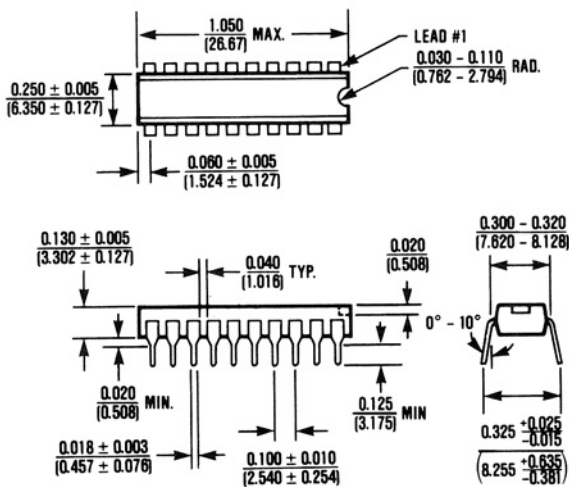 1.050
(26.67) MAX.
LEAD #1
0.030 – 0.110
(0.762 – 2.794) RAD.
0.250 ± 0.005
(6.350 ± 0.127)
0.060 ± 0.005
(1.524 ± 0.127)
0.130 ± 0.005
(3.302 ± 0.127)
0.040
(1.016) TYP.
0.020
(0.508)
0.300 – 0.320
(7.620 – 8.128)
0° – 10°
0.020
(0.508) MIN.
0.125
(3.175) MIN
0.018 ± 0.003
(0.457 ± 0.076)
0.100 ± 0.010
(2.540 ± 0.254)
0.325 +0.025
–0.015
(8.255 +0.635
–0.381)